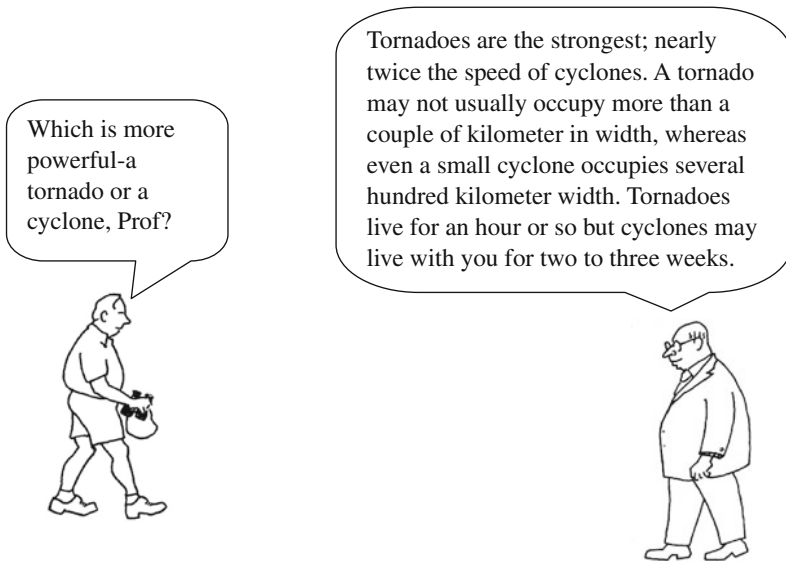 Which is more
powerful-a
tornado or a
cyclone, Prof?
Tornadoes are the strongest; nearly
twice the speed of cyclones. A tornado
may not usually occupy more than a
couple of kilometer in width, whereas
even a small cyclone occupies several
hundred kilometer width. Tornadoes
live for an hour or so but cyclones may
live with you for two to three weeks.